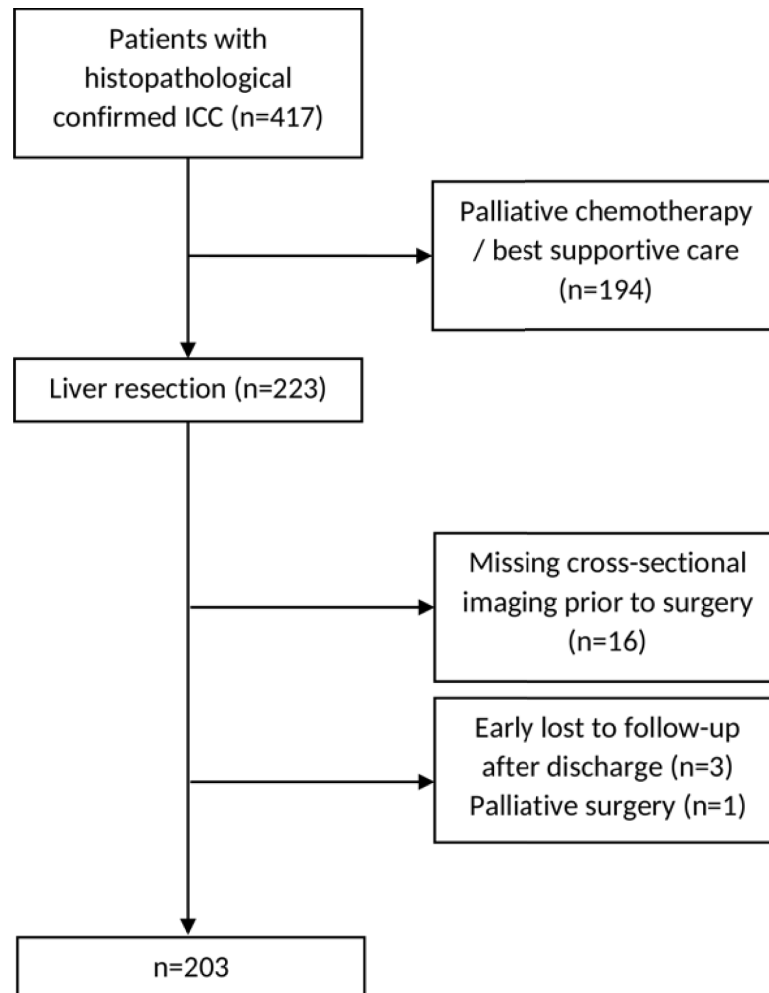 Patients with
histopathological
confirmed ICC (n=417)
Palliative chemotherapy
/ best supportive care
(n=194)
Liver resection (n=223)
Missing cross-sectional
imaging prior to surgery
(n=16)
Early lost to follow-up
after discharge (n=3)
Palliative surgery (n=1)
n=203